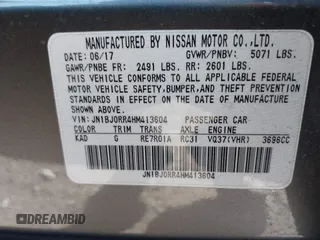 MANUFACTURED BY NISSAN MOTOR CO.,LTD.
DATE: 06/17 GVWR/PNBV: 5071 LBS.
GAWR/PNBE FR: 2491 LBS. RR: 2601 LBS.
THIS VEHICLE CONFORMS TO ALL APPLICABLE FEDERAL
MOTOR VEHICLE SAFETY, BUMPER, AND THEFT
PREVENTION STANDARDS IN EFFECT ON THE DATE OF MANUFACTURE
SHOWN ABOVE.
VIN: JN1BJ0RR4HM413604 PASSENGER CAR
COLOR TRIM TRANS AXLE ENGINE
KAD G RE7R01A RC31 VQ37(VHR) 3696CC
JN1BJ0RR4HM413604
DREAMBID